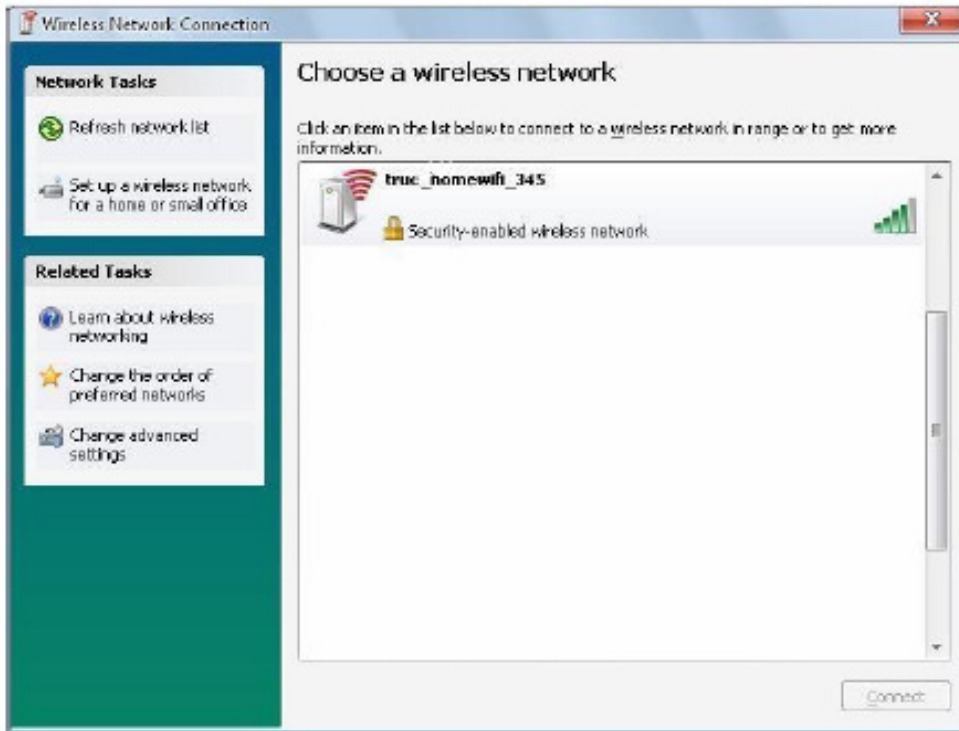 Wireless Network Connection
Network Tasks
Refresh network list
Set up a wireless network
for a home or small office
Related Tasks
Learn about wireless
networking
Change the order of
preferred networks
Change advanced
settings
Choose a wireless network
Click an item in the list below to connect to a wireless network in range or to get more
information.
true_homewifi_345
Security-enabled wireless network
Connect